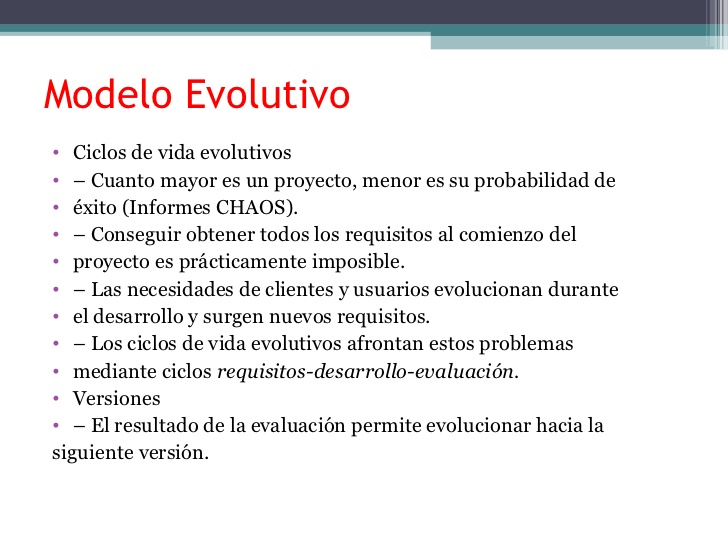 Modelo Evolutivo
• Ciclos de vida evolutivos
• – Cuanto mayor es un proyecto, menor es su probabilidad de
• éxito (Informes CHAOS).
• – Conseguir obtener todos los requisitos al comienzo del
• proyecto es prácticamente imposible.
• – Las necesidades de clientes y usuarios evolucionan durante
• el desarrollo y surgen nuevos requisitos.
• – Los ciclos de vida evolutivos afrontan estos problemas
• mediante ciclos requisitos-desarrollo-evaluación.
• Versiones
• – El resultado de la evaluación permite evolucionar hacia la
siguiente versión.